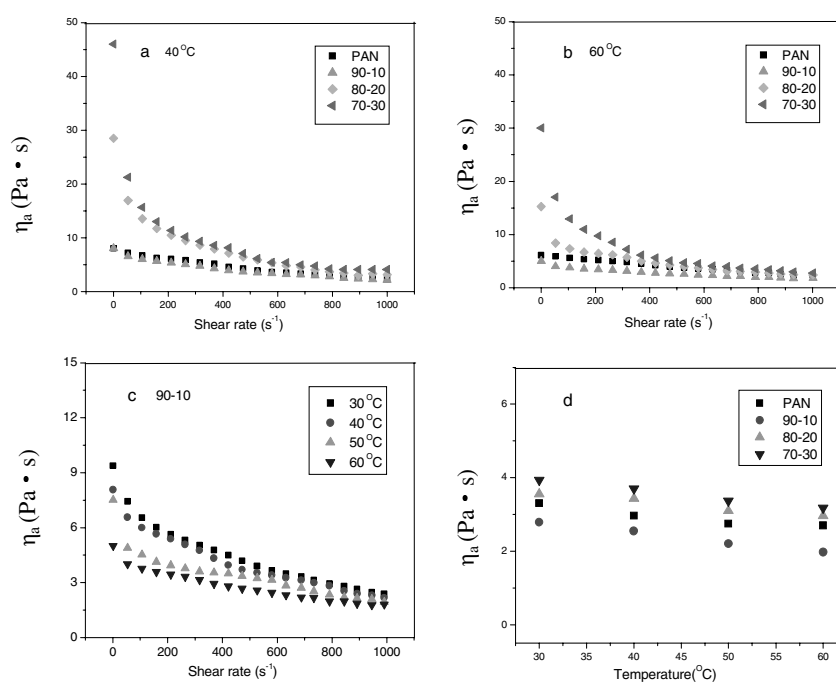 50
40
30
20
10
0
ηa (Pa • s)
a 40 °C
PAN
90-10
80-20
70-30
0 200 400 600 800 1000
Shear rate (s-1)
50
40
30
20
10
0
ηa (Pa • s)
b 60 °C
PAN
90-10
80-20
70-30
0 200 400 600 800 1000
Shear rate (s-1)
15
12
9
6
3
0
ηa (Pa • s)
c 90-10
30 °C
40 °C
50 °C
60 °C
0 200 400 600 800 1000
Shear rate (s-1)
6
4
2
0
ηa (Pa • s)
d
PAN
90-10
80-20
70-30
30 35 40 45 50 55 60
Temperature(°C)